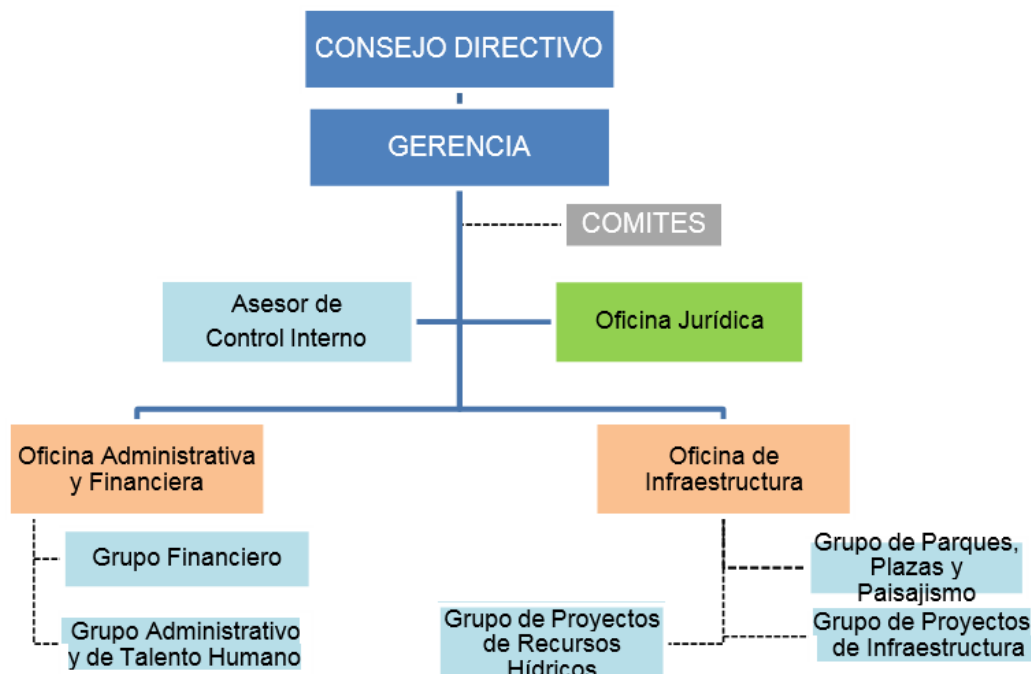 CONSEJO DIRECTIVO
GERENCIA
COMITES
Asesor de
Control Interno
Oficina Jurídica
Oficina Administrativa
y Financiera
Oficina de
Infraestructura
Grupo Financiero
Grupo Administrativo
y de Talento Humano
Grupo de Parques,
Plazas y
Paisajismo
Grupo de Proyectos
de Recursos
Hídricos
Grupo de Proyectos
de Infraestructura